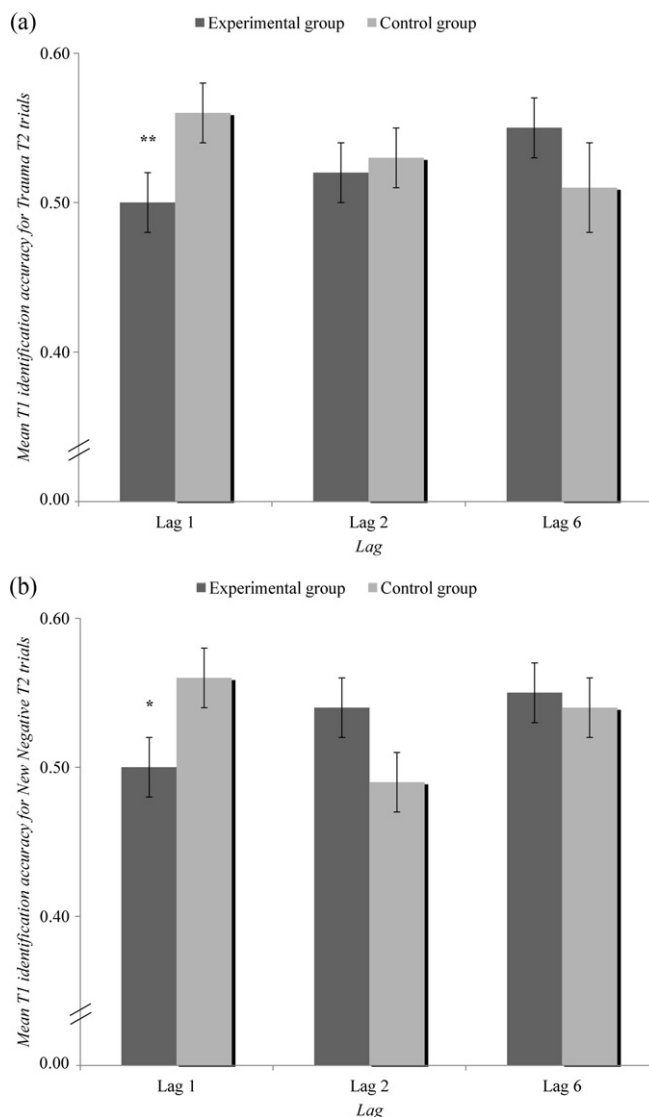 (a)
Experimental group Control group
Mean T1 identification accuracy for Trauma T2 trials
0.60
0.50
0.40
0.00
**
Lag 1 Lag 2 Lag 6
Lag
(b)
Experimental group Control group
Mean T1 identification accuracy for New Negative T2 trials
0.60
0.50
0.40
0.00
*
Lag 1 Lag 2 Lag 6
Lag